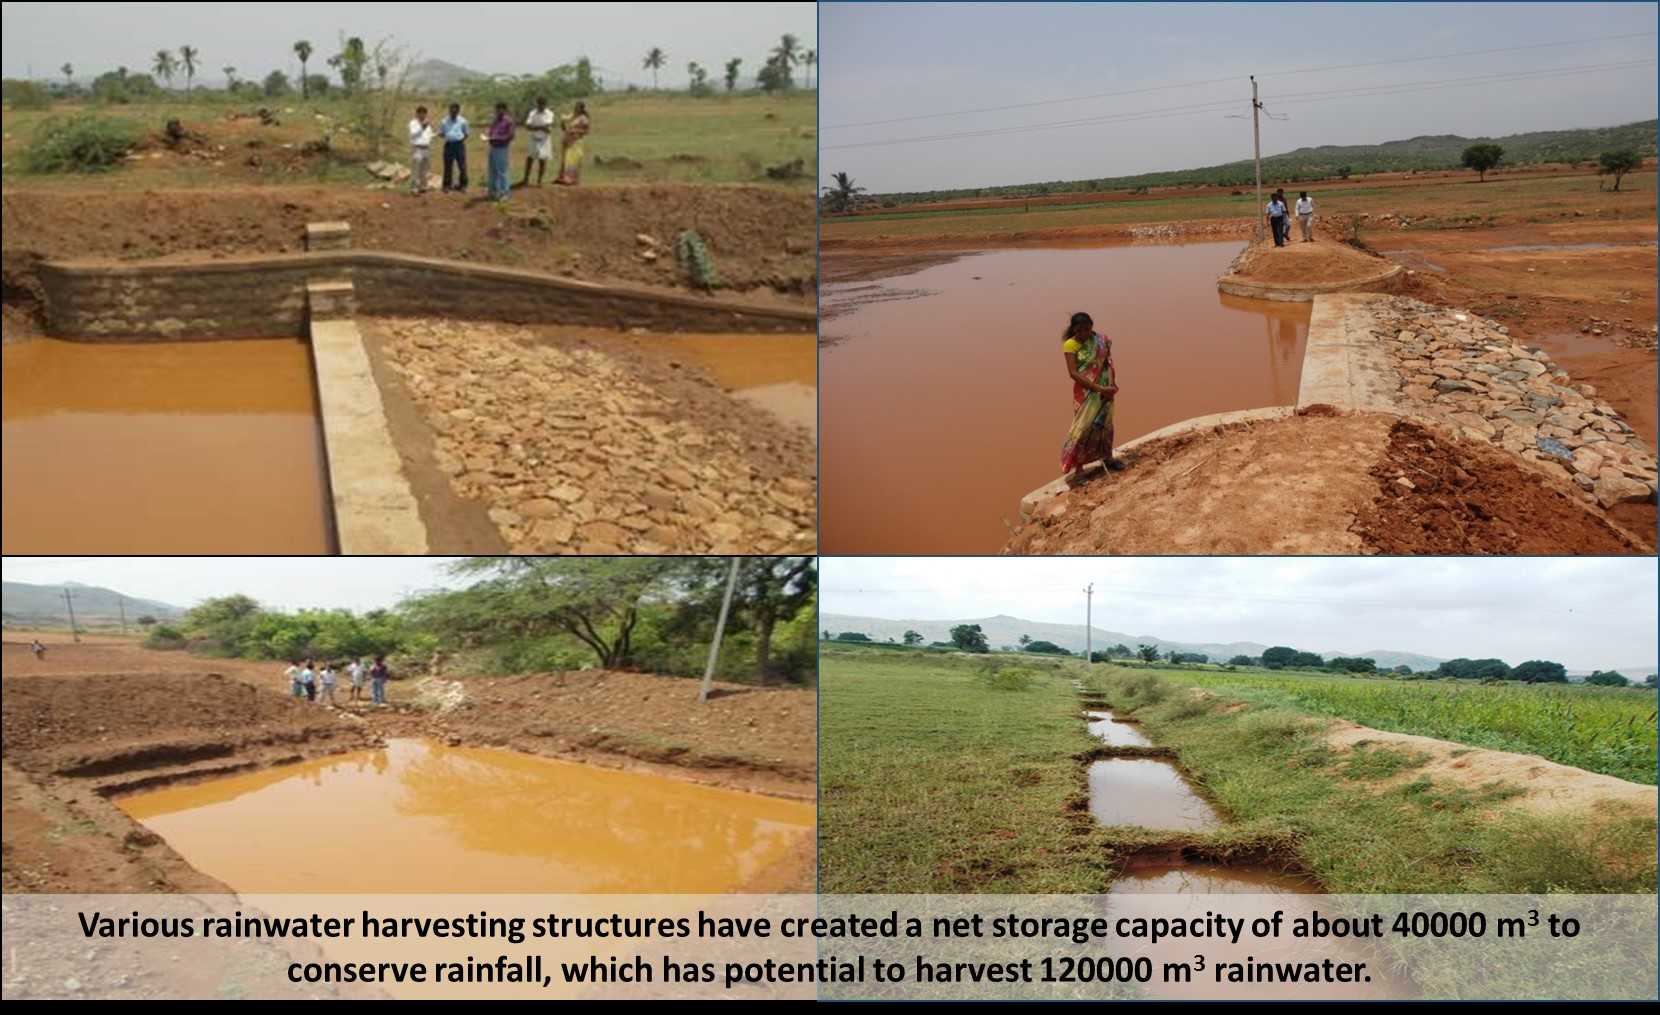 Various rainwater harvesting structures have created a net storage capacity of about 40000 m³ to
conserve rainfall, which has potential to harvest 120000 m³ rainwater.